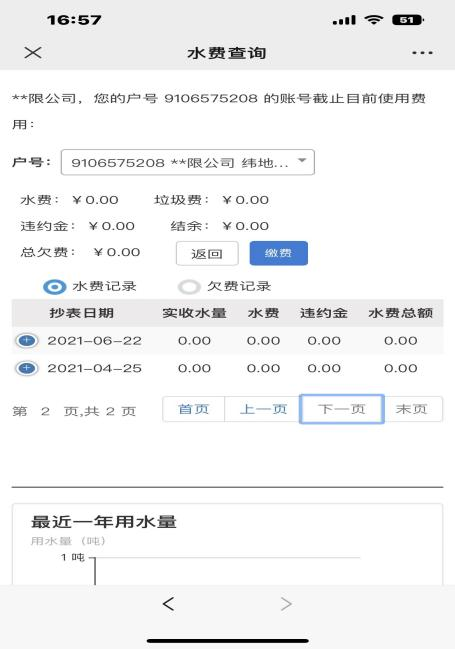 16:57
51
水费查询
**限公司，您的户号 9106575208 的账号截止目前使用费
用：
户号： 9106575208 **限公司 纬地...
水费： ￥0.00 垃圾费： ￥0.00
违约金： ￥0.00 结余： ￥0.00
总欠费： ￥0.00 返回 缴费
水费记录 欠费记录
抄表日期 实收水量 水费 违约金 水费总额
2021-06-22 0.00 0.00 0.00 0.00
2021-04-25 0.00 0.00 0.00 0.00
第 2 页,共 2 页 首页 上一页 下一页 末页
最近一年用水量
用水量（吨）
1 吨